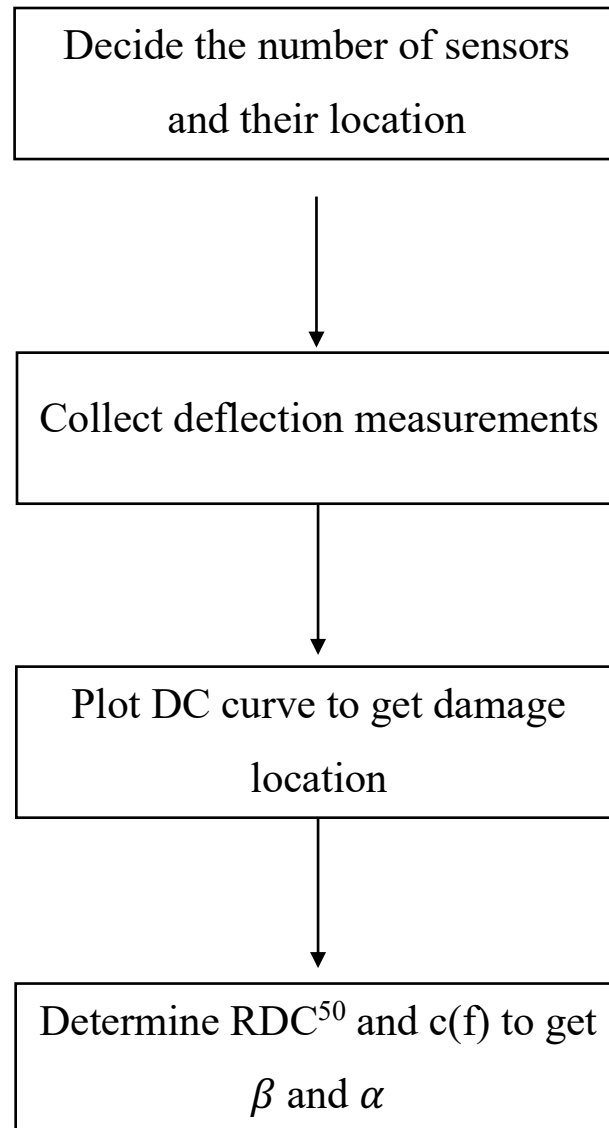 Decide the number of sensors
and their location
Collect deflection measurements
Plot DC curve to get damage
location
Determine RDC⁵⁰ and c(f) to get
𝛽 and 𝛼